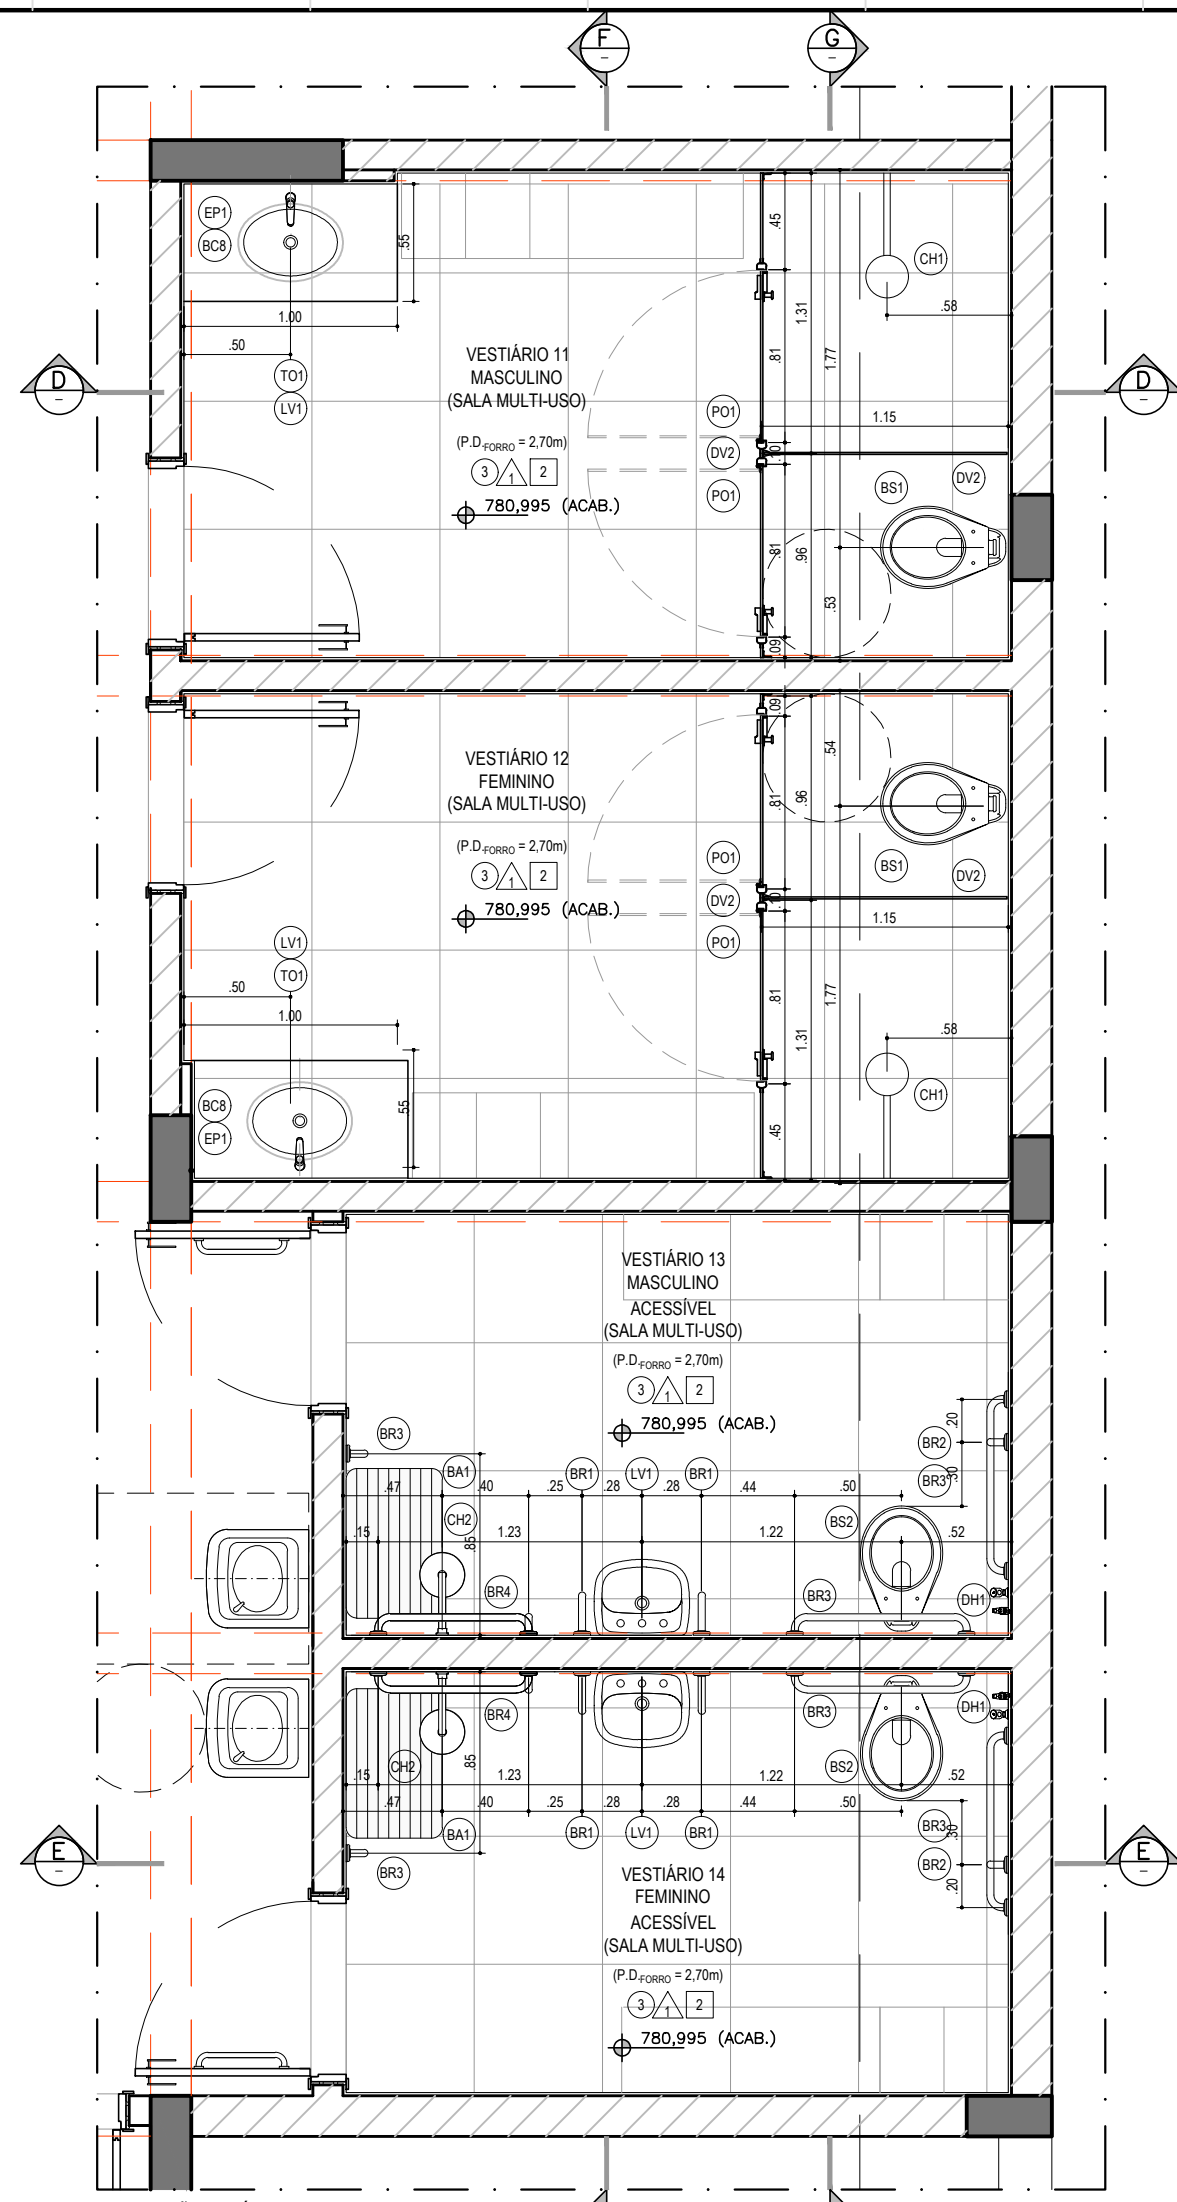 F
-
G
-
EP1
BC8
.55
.45
CH1
1.00
.58
1.31
.50
VESTIÁRIO 11
MASCULINO
(SALA MULTI-USO)
.81
1.77
D
-
D
-
TO1
LV1
PO1
1.15
(P.D.FORRO = 2,70m)
3 1 2
DV2
.10
BS1
DV2
PO1
780,995 (ACAB.)
.81
.96
.53
.09
.09
.54
VESTIÁRIO 12
FEMININO
(SALA MULTI-USO)
.81
.96
(P.D.FORRO = 2,70m)
3 1 2
PO1
BS1
DV2
DV2
.10
780,995 (ACAB.)
1.15
LV1
PO1
TO1
.50
.81
1.77
1.00
1.31
.58
BC8
.55
CH1
EP1
.45
VESTIÁRIO 13
MASCULINO
ACESSÍVEL
(SALA MULTI-USO)
(P.D.FORRO = 2,70m)
3 1 2
780,995 (ACAB.)
.20
BR3
BR2
BA1
BR1
LV1
BR1
BR3
.30
.47
.40
.25
.28
.28
.44
.50
CH2
BS2
.15
.85
1.23
1.22
.52
BR4
BR3
DH1
BR4
BR3
DH1
CH2
.85
BS2
.15
1.23
1.22
.52
.47
.40
.25
.28
.28
.44
.50
BA1
BR1
LV1
BR1
BR3
.30
BR3
BR2
.20
E
-
E
-
VESTIÁRIO 14
FEMININO
ACESSÍVEL
(SALA MULTI-USO)
(P.D.FORRO = 2,70m)
3 1 2
780,995 (ACAB.)